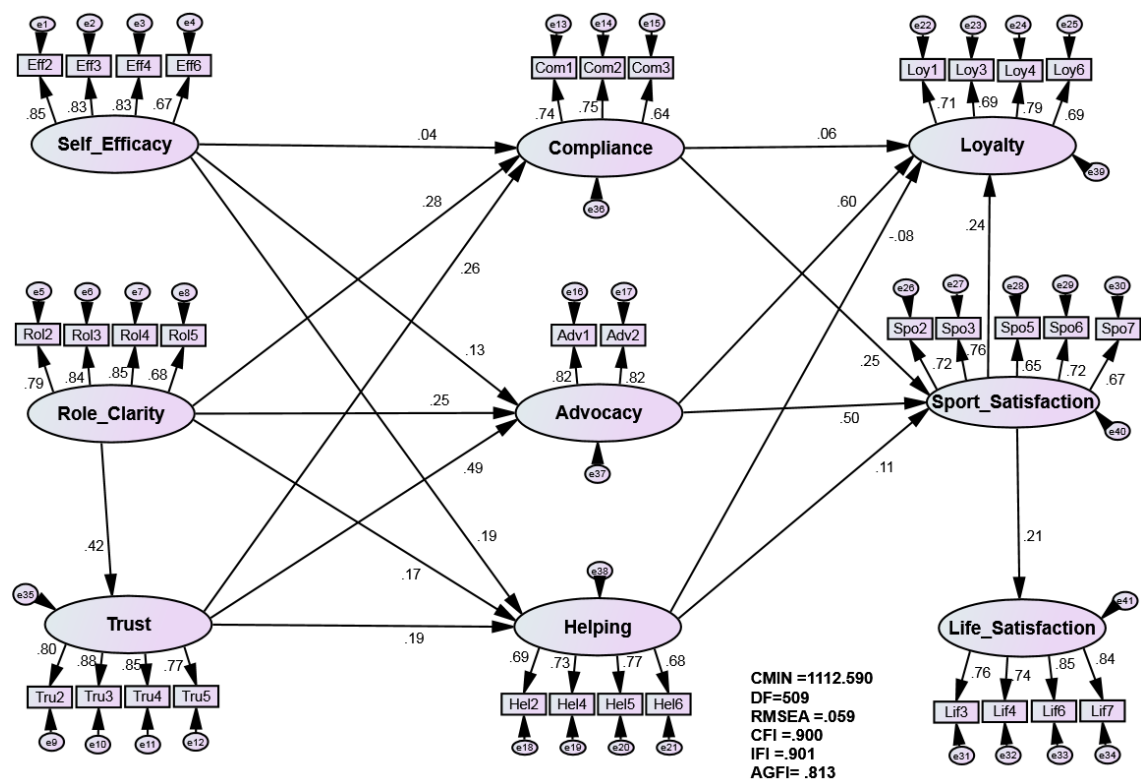 e1 e2 e3 e4
Eff2 Eff3 Eff4 Eff6
.85 .83 .83 .67
Self_Efficacy
e13 e14 e15
Com1 Com2 Com3
.74 .75 .64
Compliance
e36
e22 e23 e24 e25
Loy1 Loy3 Loy4 Loy6
.71 .69 .79 .69
Loyalty
e39
.04
.06
.28
.26
.60
-.08
.24
e5 e6 e7 e8
Rol2 Rol3 Rol4 Rol5
.79 .84 .85 .68
Role_Clarity
e16 e17
Adv1 Adv2
.82 .82
Advocacy
e37
e26 e27 e28 e29 e30
Spo2 Spo3 Spo5 Spo6 Spo7
.72 .76 .65 .72 .67
Sport_Satisfaction
e40
.13
.25
.25
.50
.49
.11
.42
.19
.17
.21
e35
Trust
.80 .88 .85 .77
Tru2 Tru3 Tru4 Tru5
e9 e10 e11 e12
.19
e38
Helping
.69 .73 .77 .68
Hel2 Hel4 Hel5 Hel6
e18 e19 e20 e21
e41
Life_Satisfaction
.76 .74 .85 .84
Lif3 Lif4 Lif6 Lif7
e31 e32 e33 e34
CMIN =1112.590
DF=509
RMSEA =.059
CFI =.900
IFI =.901
AGFI= .813